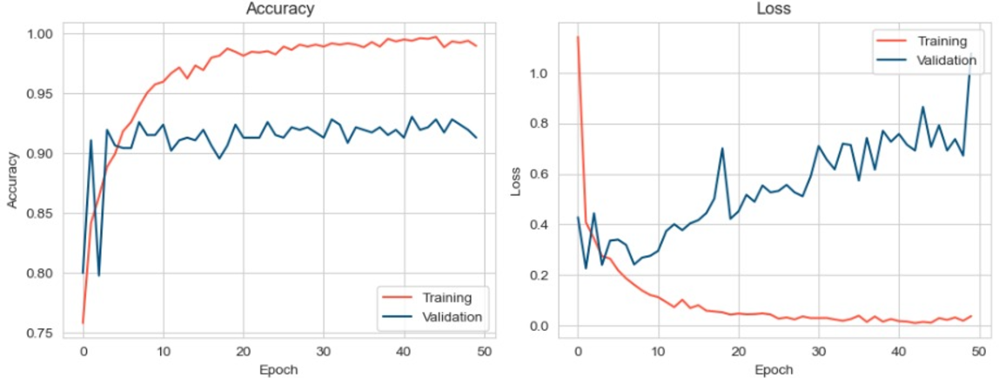 Accuracy
1.00
0.95
0.90
0.85
0.80
0.75
Accuracy
Training
Validation
0 10 20 30 40 50
Epoch
Loss
1.0
0.8
0.6
0.4
0.2
0.0
Loss
Training
Validation
0 10 20 30 40 50
Epoch